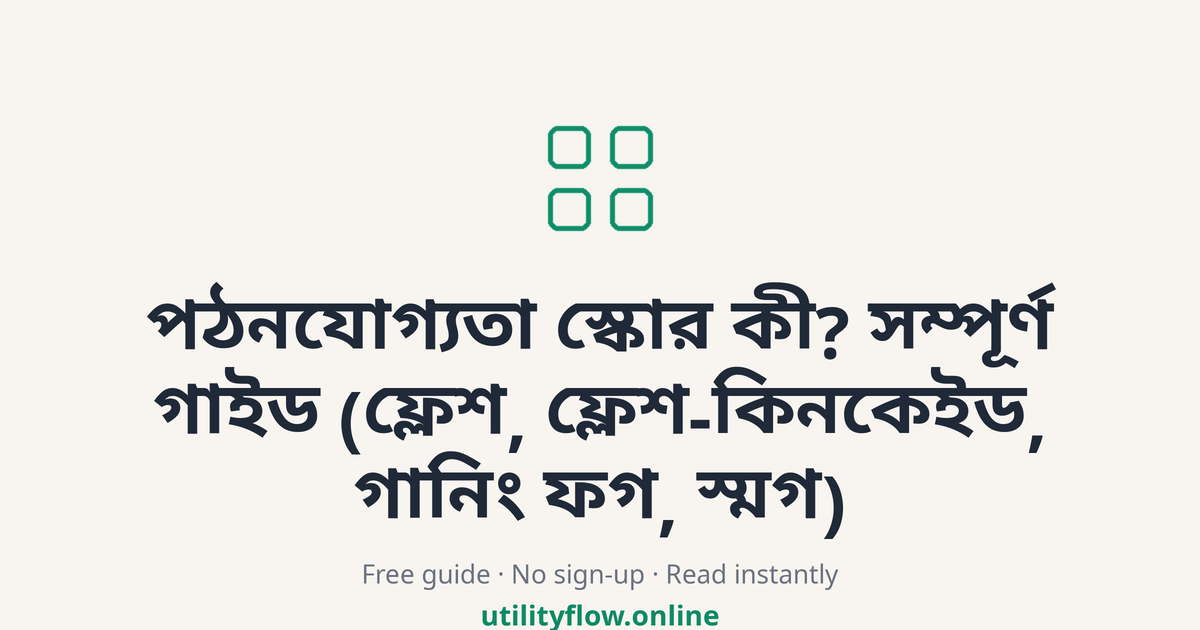 পঠনযোগ্যতা স্কোর কী? সম্পূর্ণ
গাইড (ফ্লেশ, ফ্লেশ-কিনকেইড,
গানিং ফগ, স্মগ)
Free guide · No sign-up · Read instantly
utilityflow.online